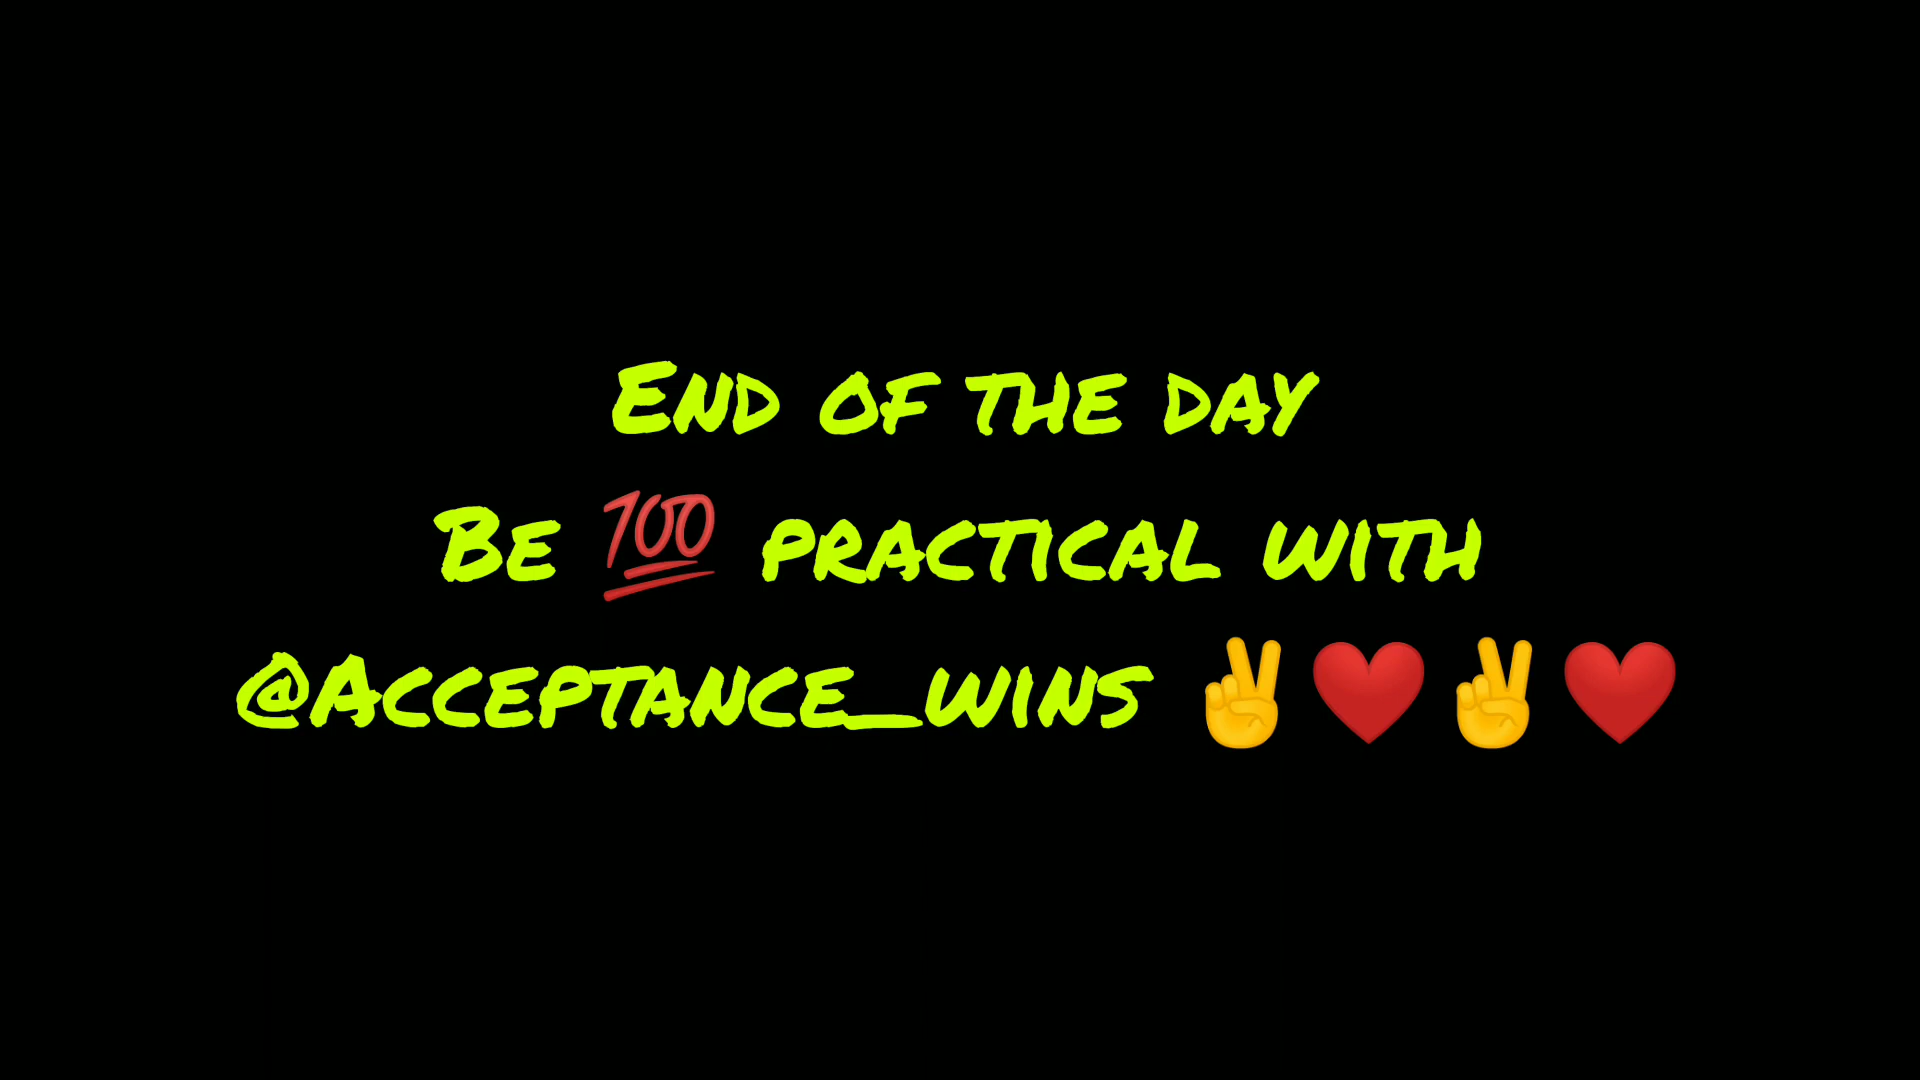 End of the day
Be 💯 practical with
@Acceptance_wins ✌️❤️✌️❤️